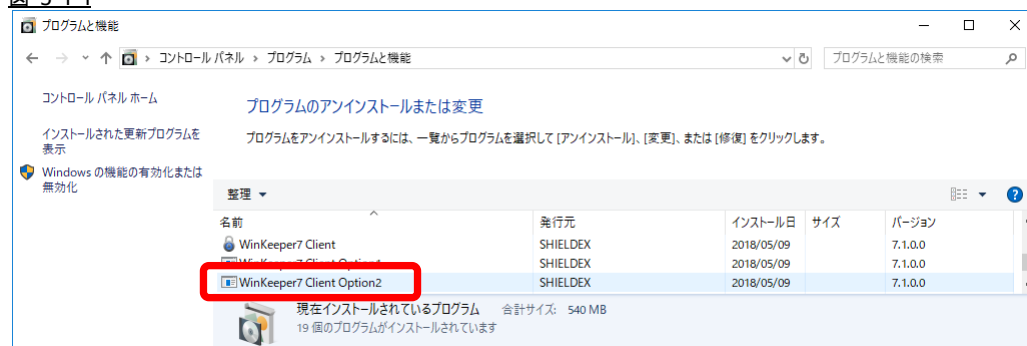 プログラムと機能
コントロール パネル › プログラム › プログラムと機能
プログラムと機能の検索
コントロール パネル ホーム
インストールされた更新プログラムを
表示
Windows の機能の有効化または
無効化
プログラムのアンインストールまたは変更
プログラムをアンインストールするには、一覧からプログラムを選択して [アンインストール]、[変更]、または [修復] をクリックします。
整理
名前 発行元 インストール日 サイズ バージョン
WinKeeper7 Client SHIELDEX 2018/05/09 7.1.0.0
WinKeeper7 Client SHIELDEX 2018/05/09 7.1.0.0
WinKeeper7 Client Option2 SHIELDEX 2018/05/09 7.1.0.0
現在インストールされているプログラム 合計サイズ: 540 MB
19 個のプログラムがインストールされています